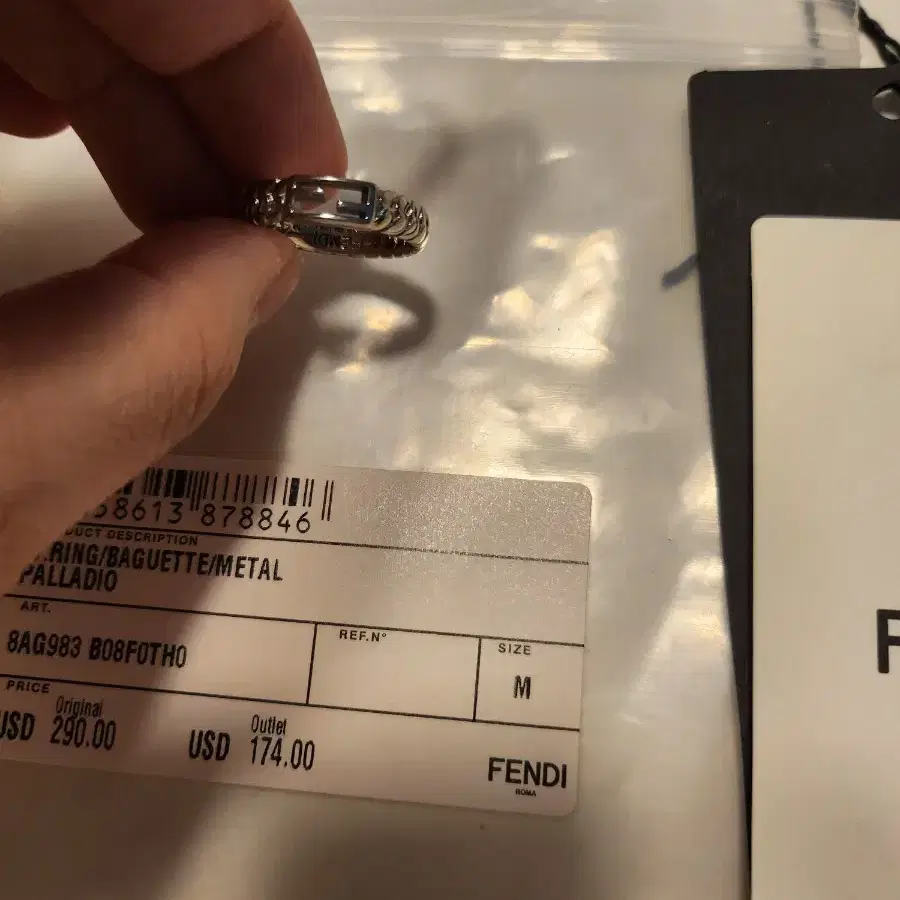 58613 878846
DUCT DESCRIPTION
RING/BAGUETTE/METAL
PALLADIO
ART.
8AG983 B08F0TH0
REF.N°
SIZE
M
PRICE
Original
USD 290.00
Outlet
USD 174.00
FENDI
ROMA
F